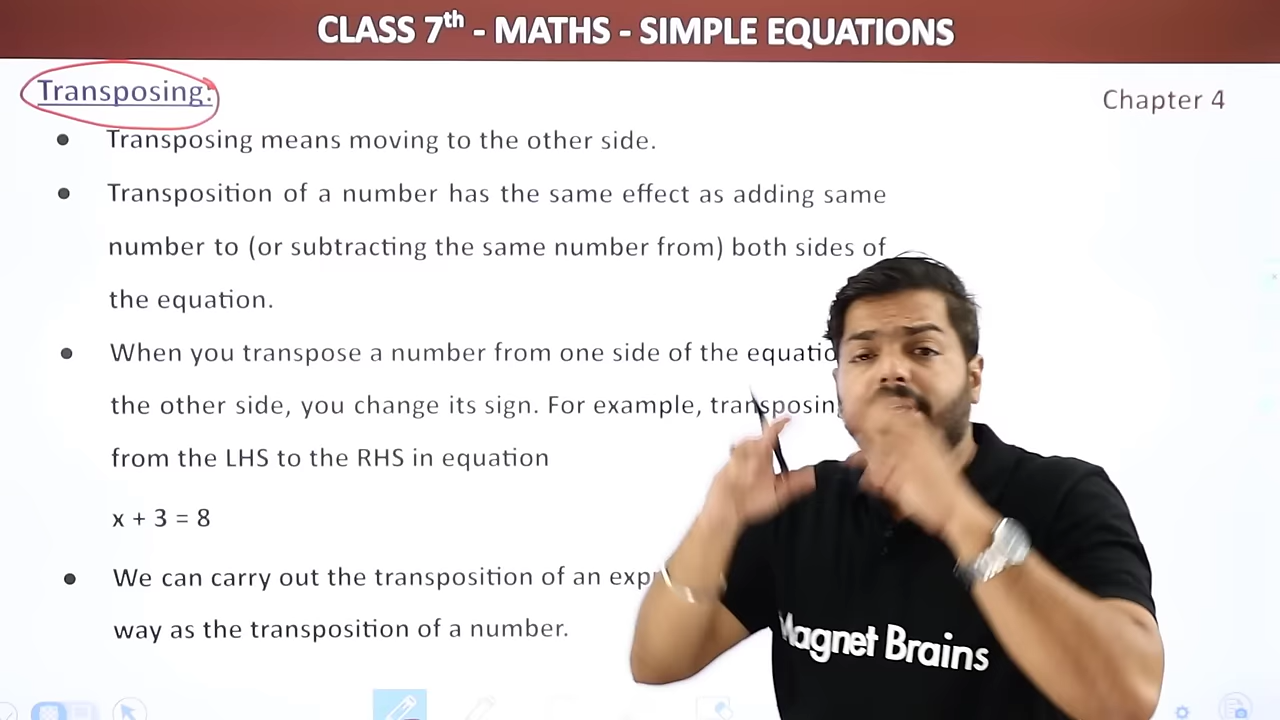 CLASS 7th - MATHS - SIMPLE EQUATIONS
Transposing:
Chapter 4
• Transposing means moving to the other side.
• Transposition of a number has the same effect as adding same
number to (or subtracting the same number from) both sides of
the equation.
• When you transpose a number from one side of the
the other side, you change its sign. For example,
from the LHS to the RHS in equation
x + 3 = 8
• We can carry out the transposition of an
way as the transposition of a number.
Magnet Brains